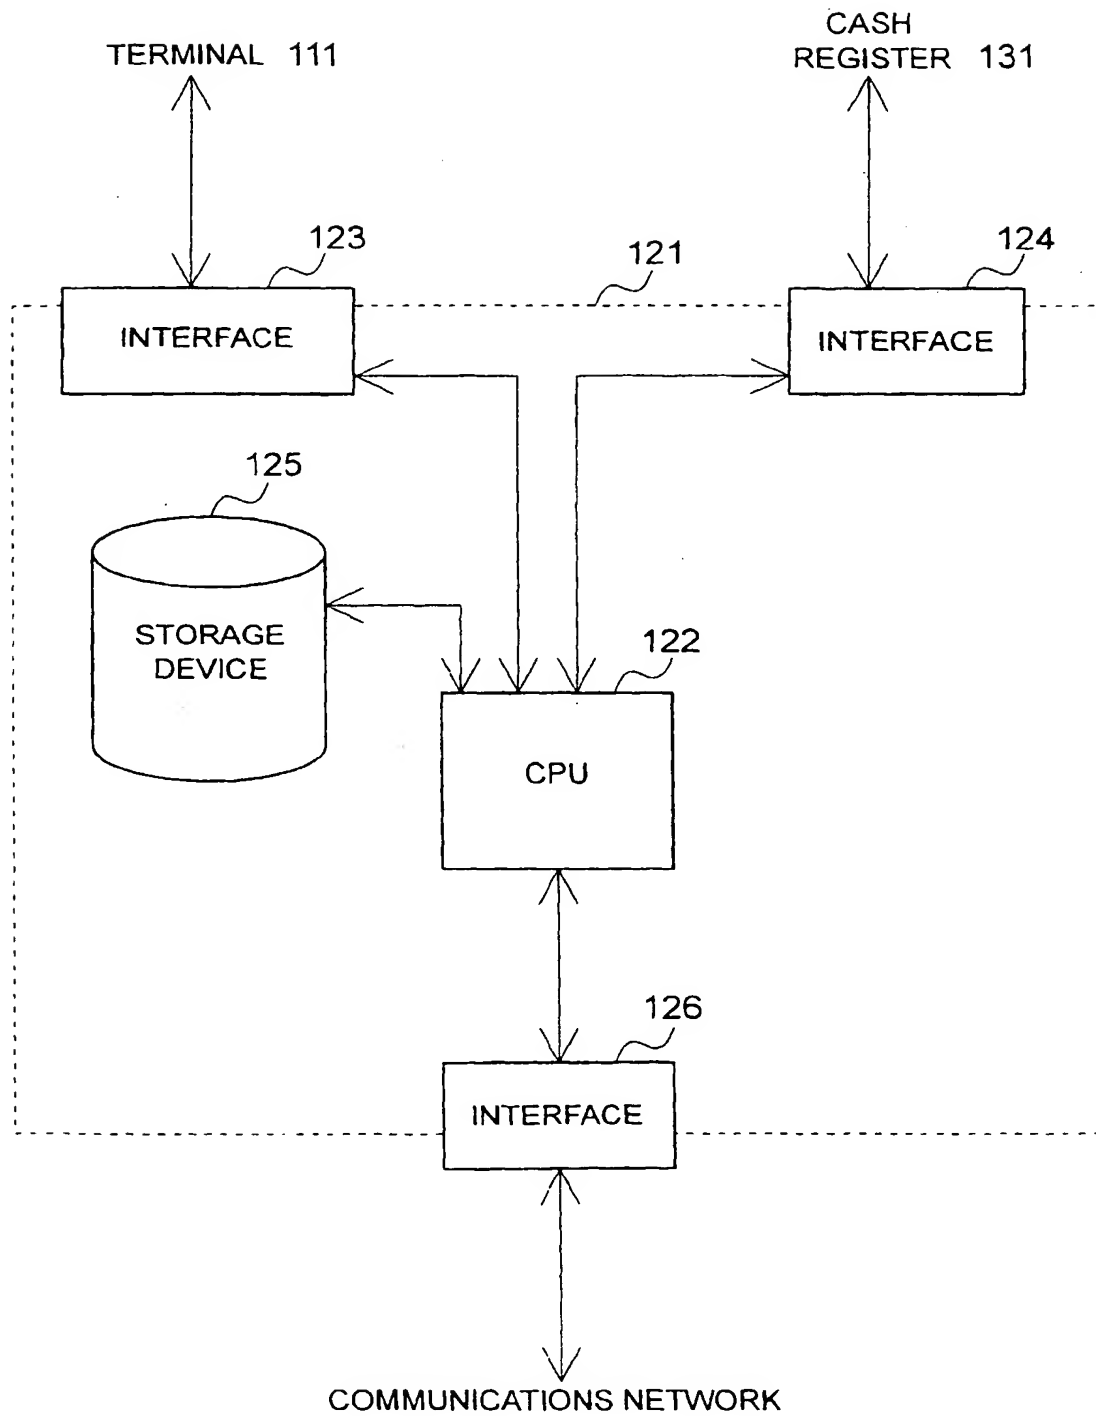 TERMINAL 111
CASH
REGISTER 131
123
121
124
INTERFACE
INTERFACE
125
STORAGE
DEVICE
122
CPU
126
INTERFACE
COMMUNICATIONS NETWORK